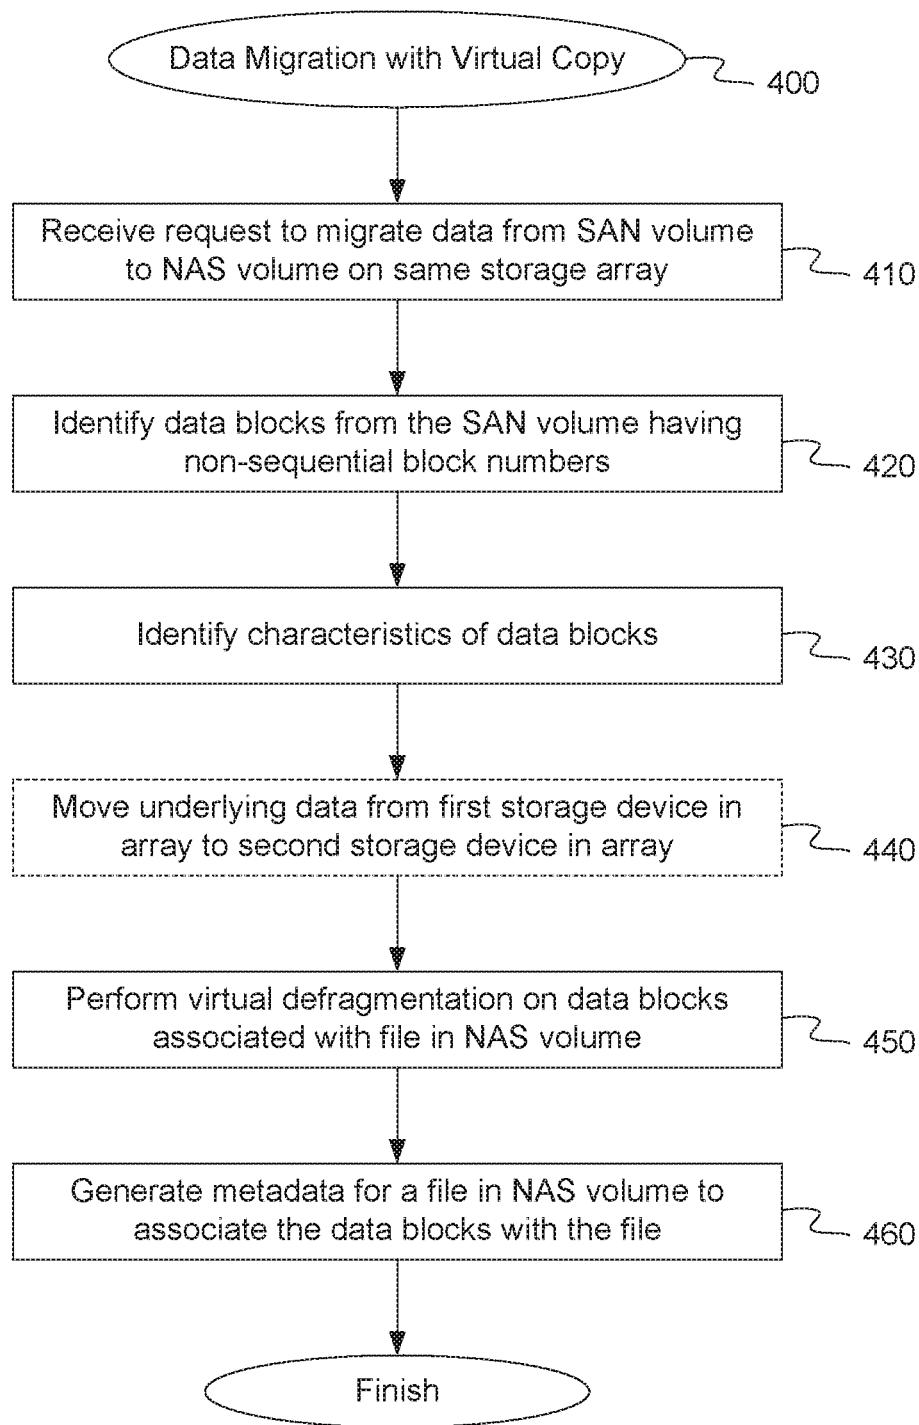 Data Migration with Virtual Copy
400
Receive request to migrate data from SAN volume
to NAS volume on same storage array
410
Identify data blocks from the SAN volume having
non-sequential block numbers
420
Identify characteristics of data blocks
430
Move underlying data from first storage device in
array to second storage device in array
440
Perform virtual defragmentation on data blocks
associated with file in NAS volume
450
Generate metadata for a file in NAS volume to
associate the data blocks with the file
460
Finish